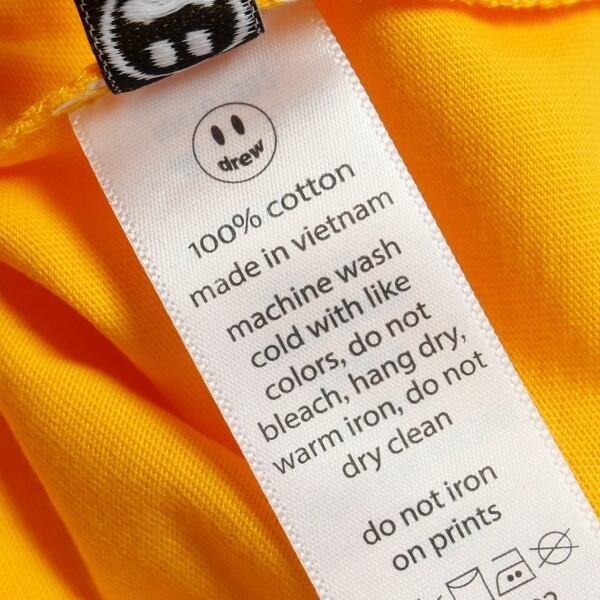 drew
100% cotton
made in vietnam
machine wash
cold with like
colors, do not
bleach, hang dry,
warm iron, do not
dry clean
do not iron
on prints